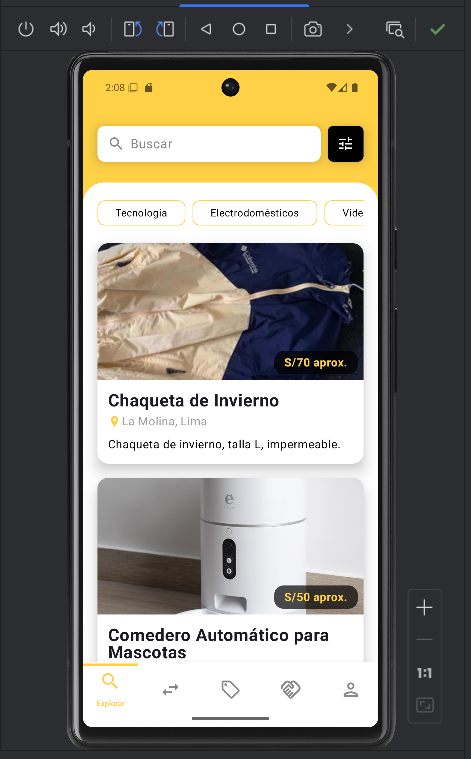 2:08
Buscar
Tecnología
Electrodomésticos
Vide
Columbia
S/70 aprox.
Chaqueta de Invierno
La Molina, Lima
Chaqueta de invierno, talla L, impermeable.
e
S/50 aprox.
Comedero Automático para
Mascotas
Explorar
1:1